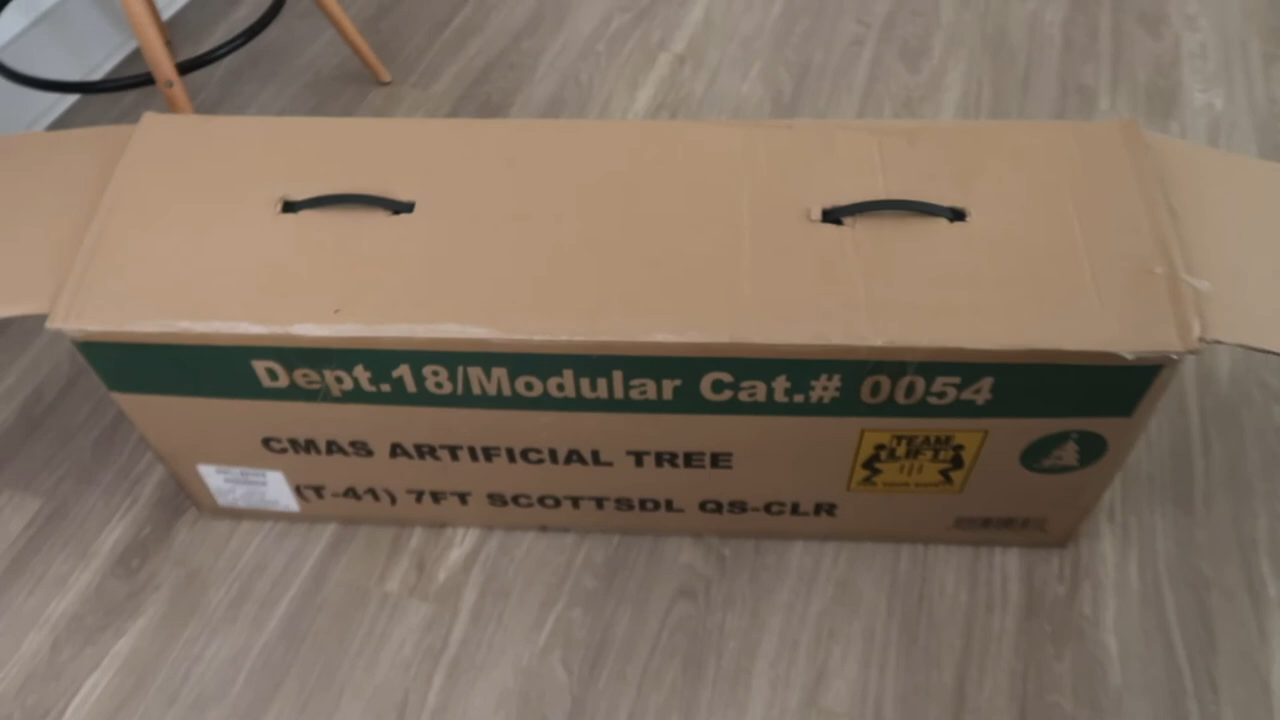 Dept.18/Modular Cat.# 0054
CMAS ARTIFICIAL TREE
TEAM
LIFT
(T-41) 7FT SCOTTSDL QS-CLR